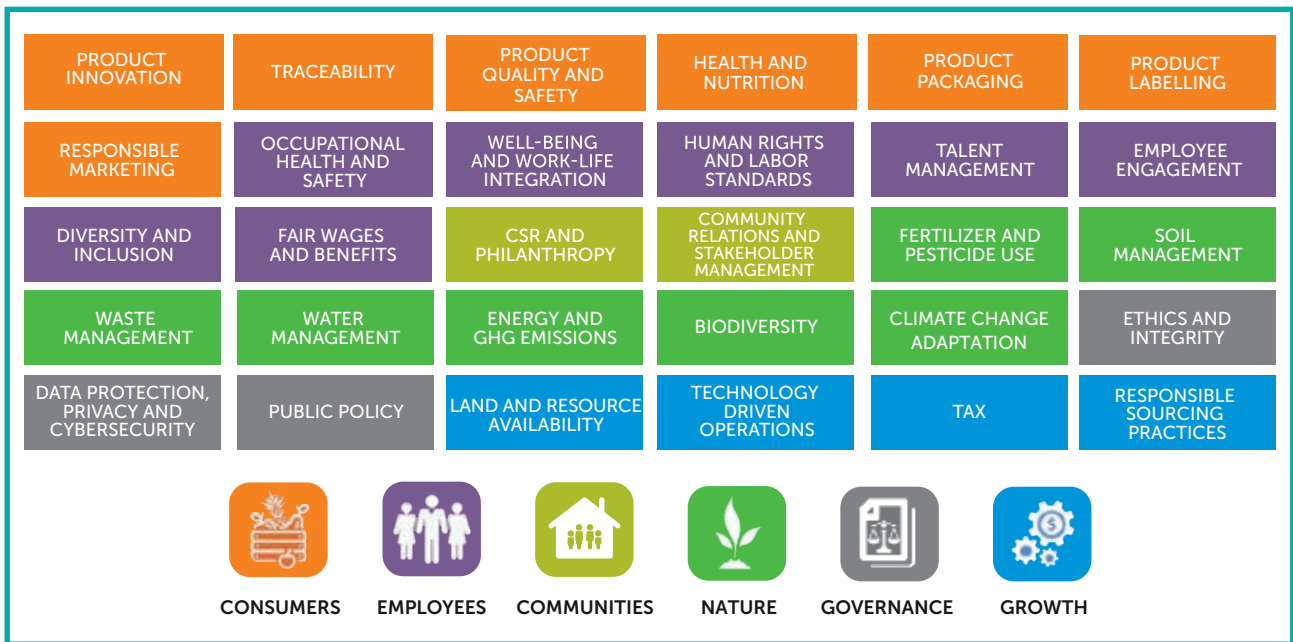 PRODUCT
INNOVATION
TRACEABILITY
PRODUCT
QUALITY AND
SAFETY
HEALTH AND
NUTRITION
PRODUCT
PACKAGING
PRODUCT
LABELLING
RESPONSIBLE
MARKETING
OCCUPATIONAL
HEALTH AND
SAFETY
WELL-BEING
AND WORK-LIFE
INTEGRATION
HUMAN RIGHTS
AND LABOR
STANDARDS
TALENT
MANAGEMENT
EMPLOYEE
ENGAGEMENT
DIVERSITY AND
INCLUSION
FAIR WAGES
AND BENEFITS
CSR AND
PHILANTHROPY
COMMUNITY
RELATIONS AND
STAKEHOLDER
MANAGEMENT
FERTILIZER AND
PESTICIDE USE
SOIL
MANAGEMENT
WASTE
MANAGEMENT
WATER
MANAGEMENT
ENERGY AND
GHG EMISSIONS
BIODIVERSITY
CLIMATE CHANGE
ADAPTATION
ETHICS AND
INTEGRITY
DATA PROTECTION,
PRIVACY AND
CYBERSECURITY
PUBLIC POLICY
LAND AND RESOURCE
AVAILABILITY
TECHNOLOGY
DRIVEN
OPERATIONS
TAX
RESPONSIBLE
SOURCING
PRACTICES
$
CONSUMERS
EMPLOYEES
COMMUNITIES
NATURE
GOVERNANCE
GROWTH